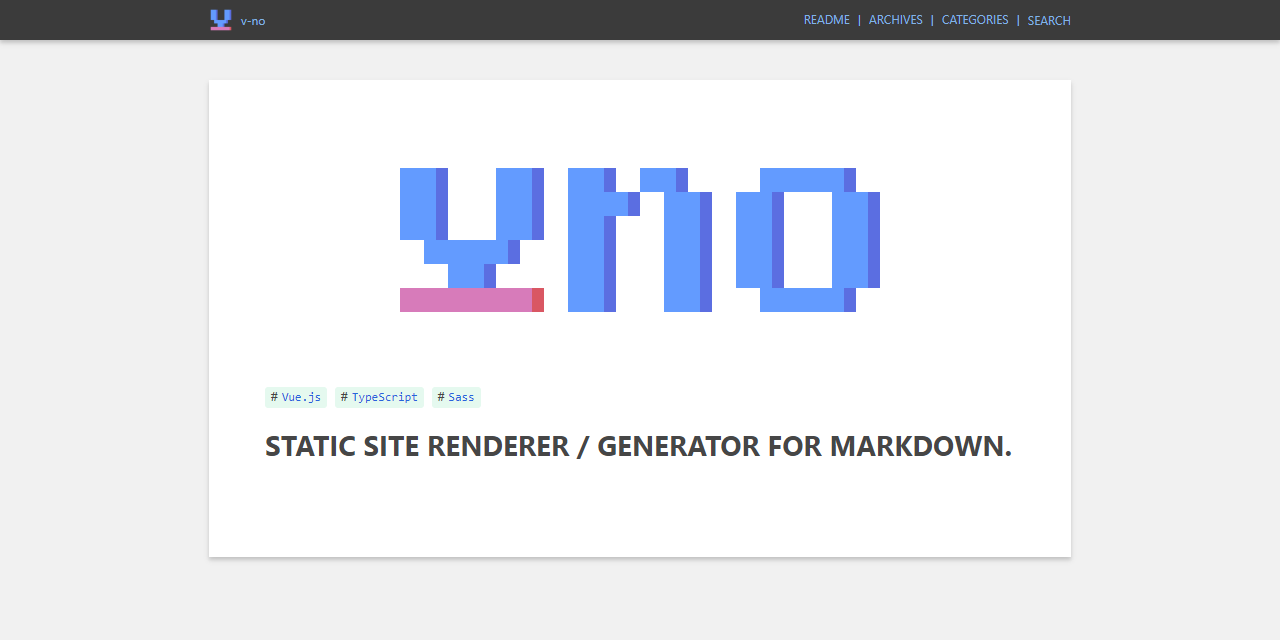 v-no
README | ARCHIVES | CATEGORIES | SEARCH
vno
# Vue.js # TypeScript # Sass
STATIC SITE RENDERER / GENERATOR FOR MARKDOWN.